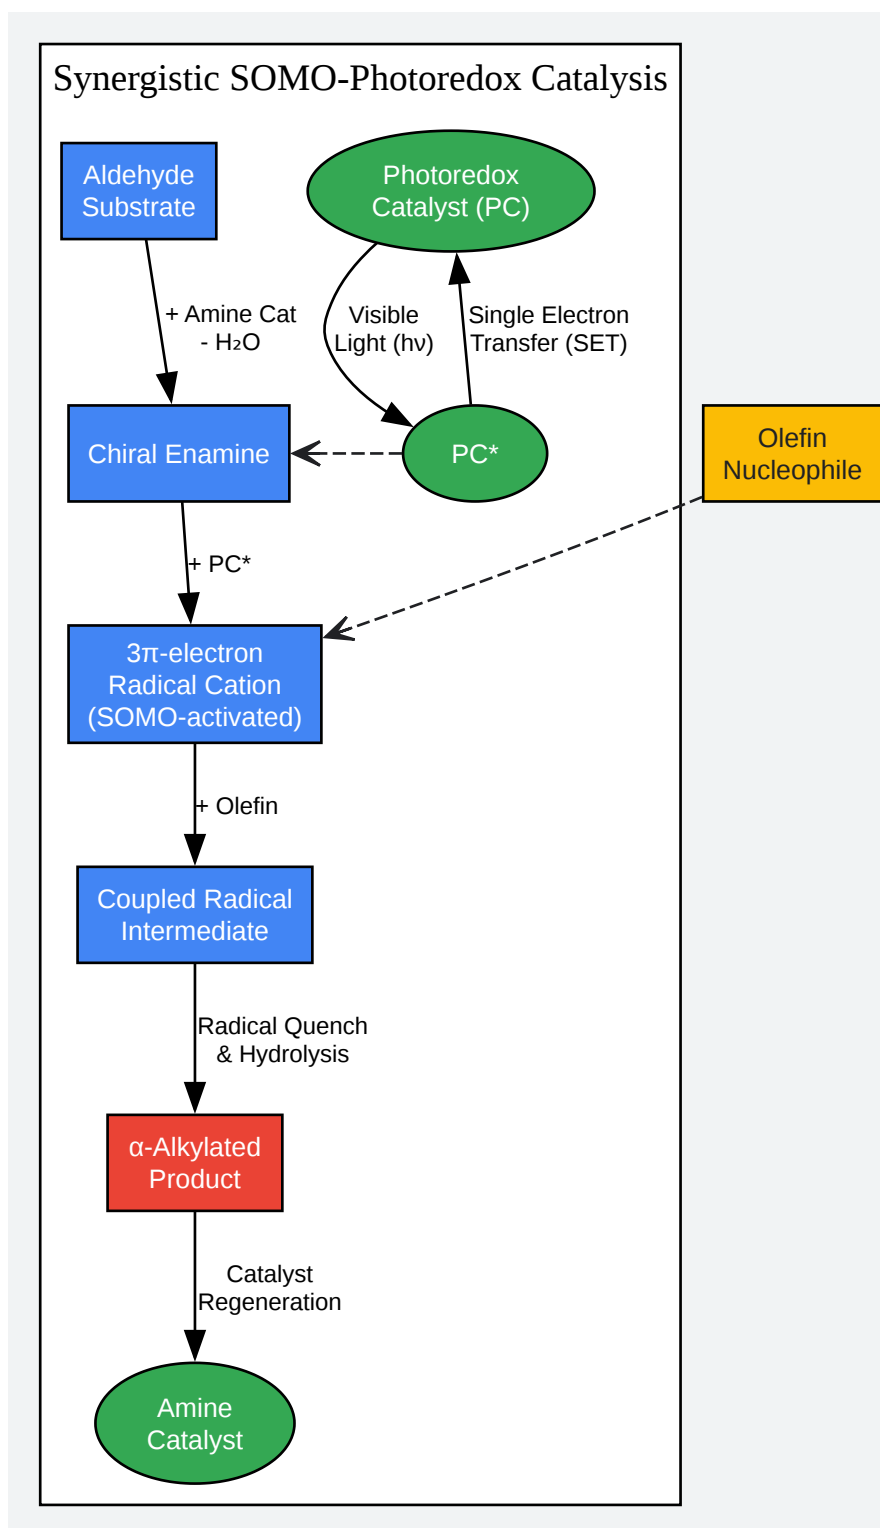 Synergistic SOMO-Photoredox Catalysis
Aldehyde
Substrate
Photoredox
Catalyst (PC)
+ Amine Cat
- H₂O
Visible
Light (hν)
Single Electron
Transfer (SET)
Chiral Enamine
PC*
Olefin
Nucleophile
+ PC*
3π-electron
Radical Cation
(SOMO-activated)
+ Olefin
Coupled Radical
Intermediate
Radical Quench
& Hydrolysis
α-Alkylated
Product
Catalyst
Regeneration
Amine
Catalyst